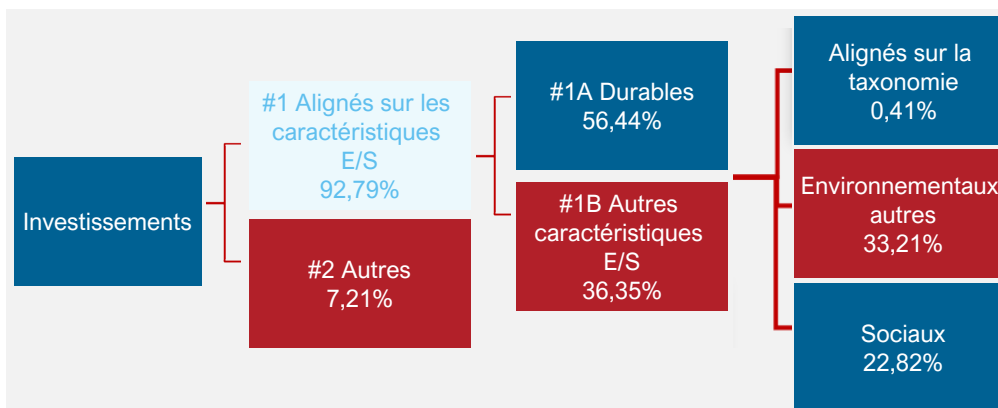 Investissements
#1 Alignés sur les
caractéristiques
E/S
92,79%
#2 Autres
7,21%
#1A Durables
56,44%
#1B Autres
caractéristiques
E/S
36,35%
Alignés sur la
taxonomie
0,41%
Environnementaux
autres
33,21%
Sociaux
22,82%